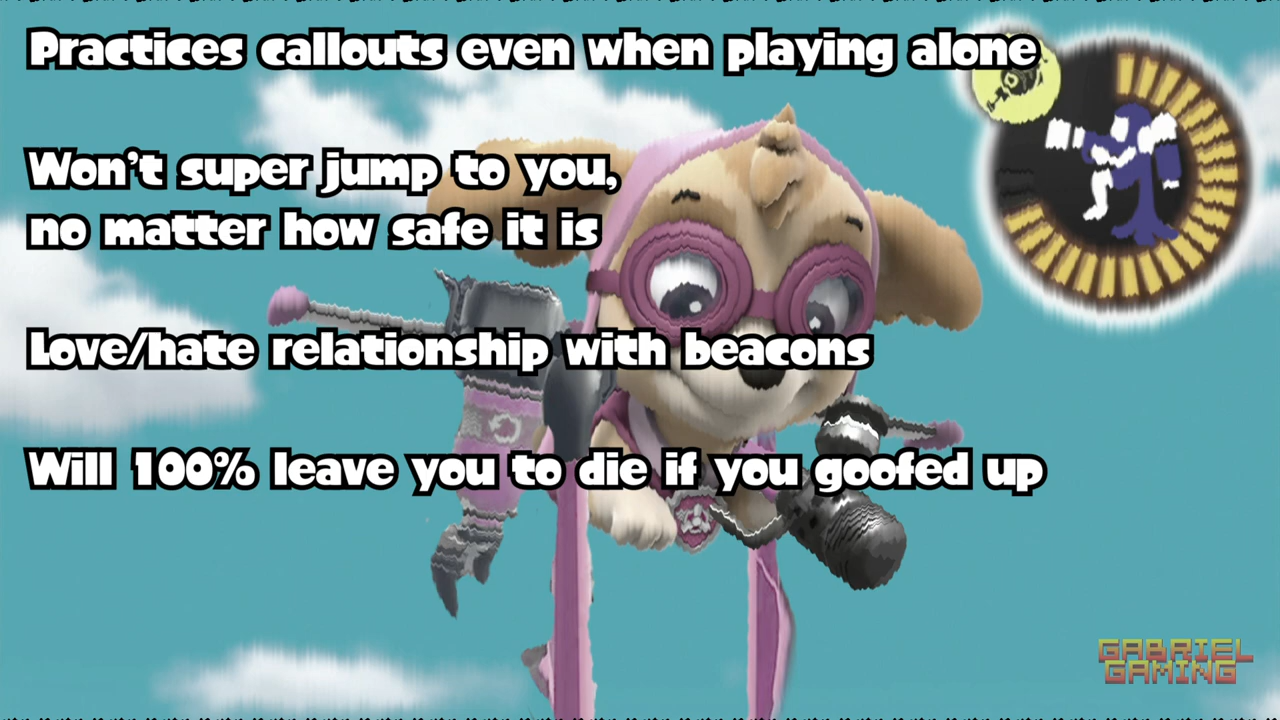 Practices callouts even when playing alone
Won't super jump to you,
no matter how safe it is
Love/hate relationship with beacons
Will 100% leave you to die if you goofed up
GABRIEL
GAMING